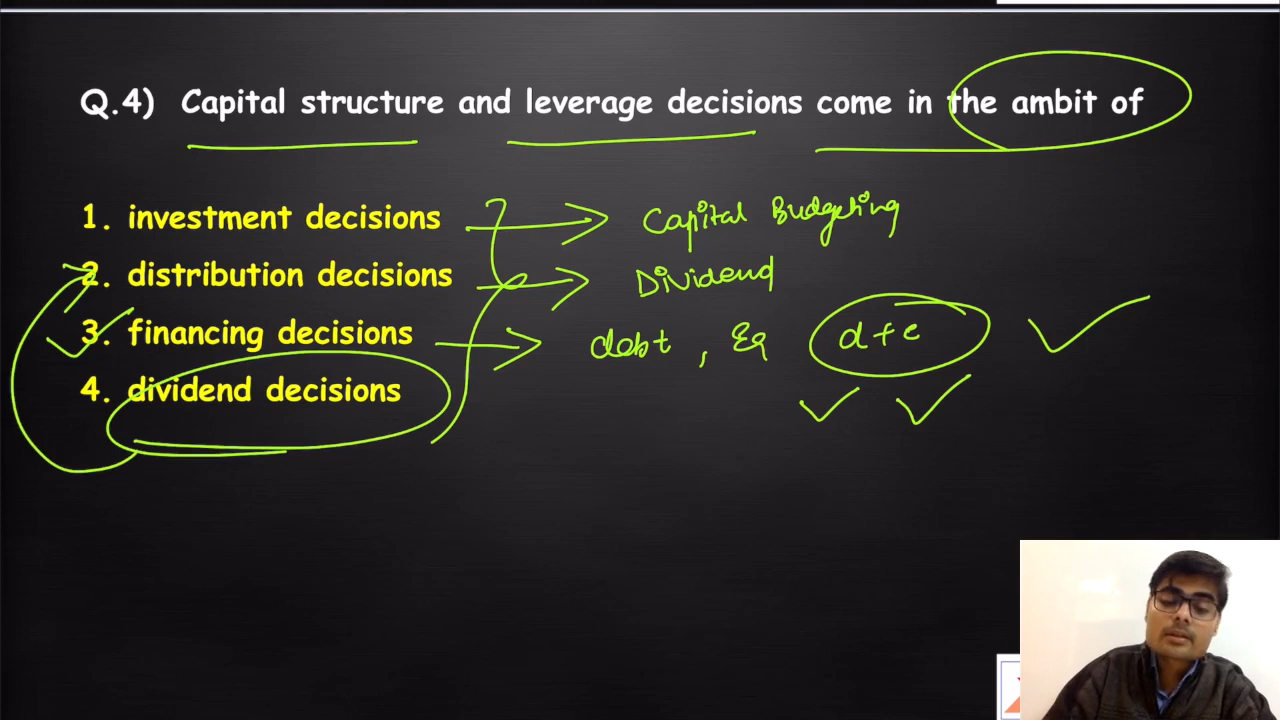 Q.4) Capital structure and leverage decisions come in the ambit of
1. investment decisions → Capital Budgeting
2. distribution decisions → Dividend
3. financing decisions → debt, Eq d+e
4. dividend decisions